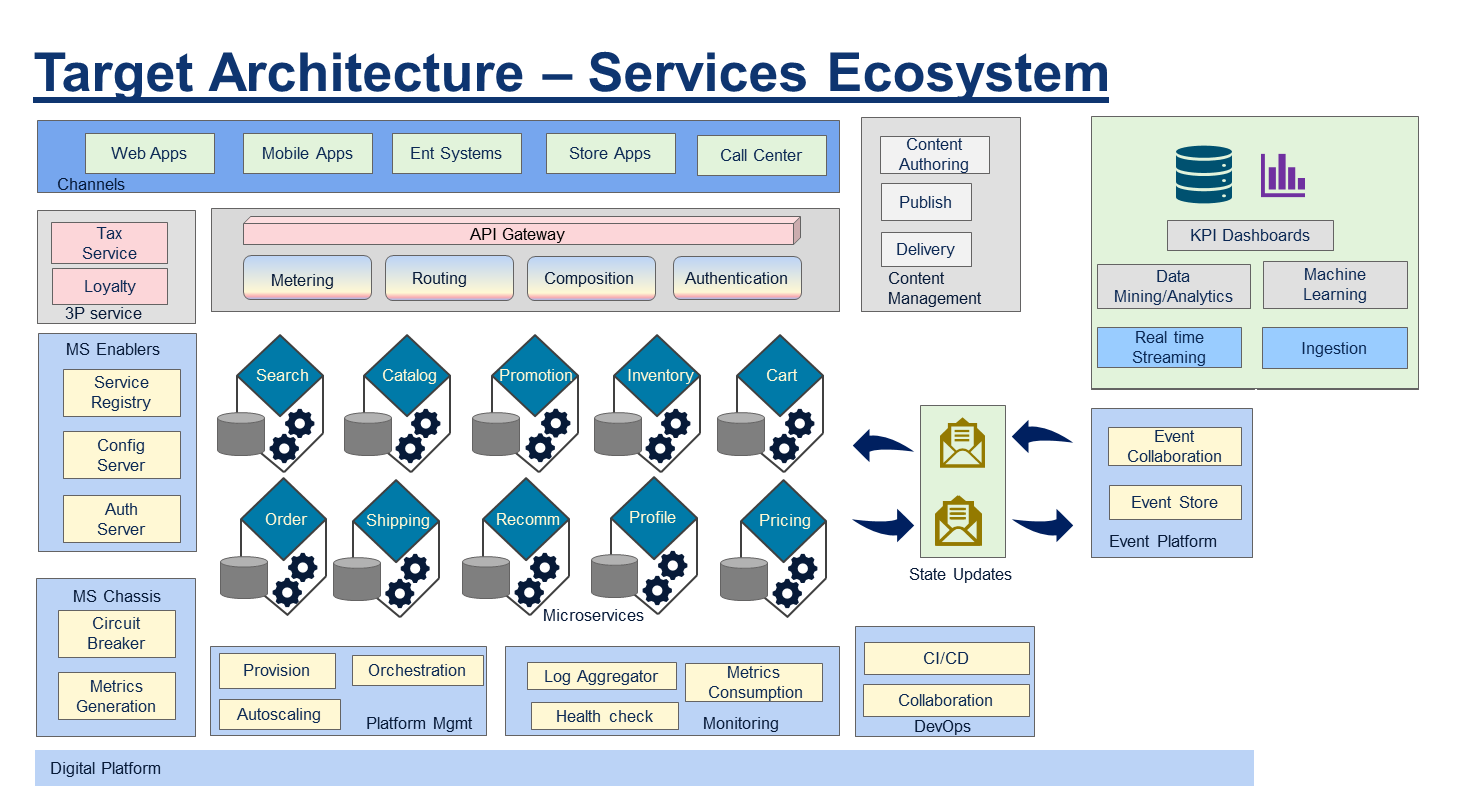 Target Architecture – Services Ecosystem
Web Apps
Mobile Apps
Ent Systems
Store Apps
Call Center
Channels
Tax
Service
Loyalty
3P service
API Gateway
Metering
Routing
Composition
Authentication
Content
Authoring
Publish
Delivery
Content
Management
KPI Dashboards
Data
Mining/Analytics
Machine
Learning
Real time
Streaming
Ingestion
MS Enablers
Service
Registry
Config
Server
Auth
Server
Search
Catalog
Promotion
Inventory
Cart
Order
Shipping
Recomm
Profile
Pricing
Microservices
State Updates
Event
Collaboration
Event Store
Event Platform
MS Chassis
Circuit
Breaker
Metrics
Generation
Provision
Orchestration
Autoscaling
Platform Mgmt
Log Aggregator
Metrics
Consumption
Health check
Monitoring
CI/CD
Collaboration
DevOps
Digital Platform